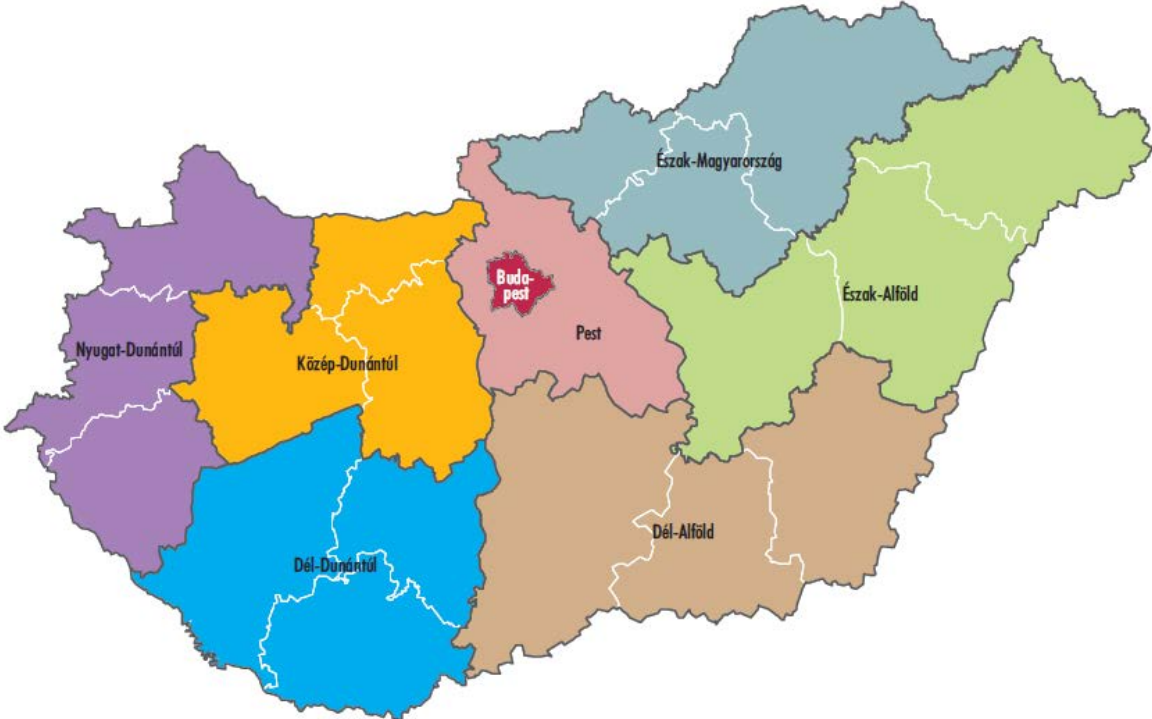 Észak-Magyarország
Buda-
pest
Észak-Alföld
Pest
Nyugat-Dunántúl
Közép-Dunántúl
Dél-Alföld
Dél-Dunántúl